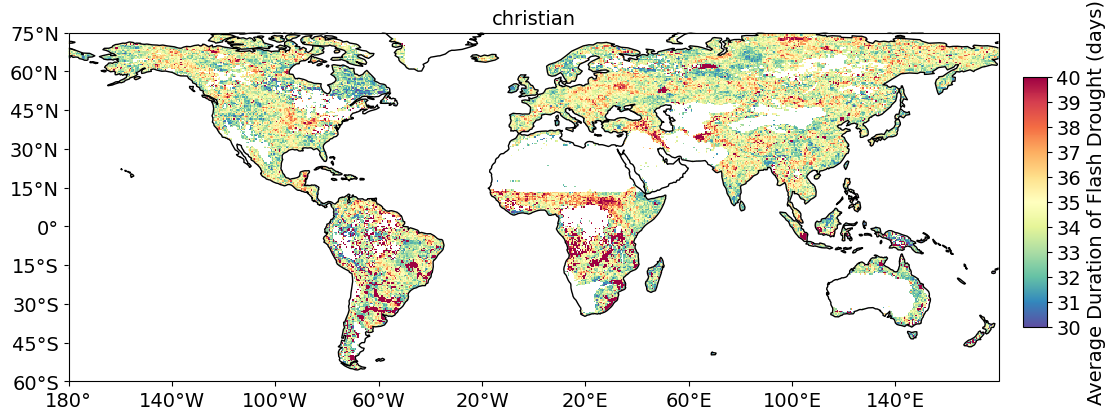 christian
75°N
60°N
45°N
30°N
15°N
0°
15°S
30°S
45°S
60°S
180°
140°W
100°W
60°W
20°W
20°E
60°E
100°E
140°E
40
39
38
37
36
35
34
33
32
31
30
Average Duration of Flash Drought (days)